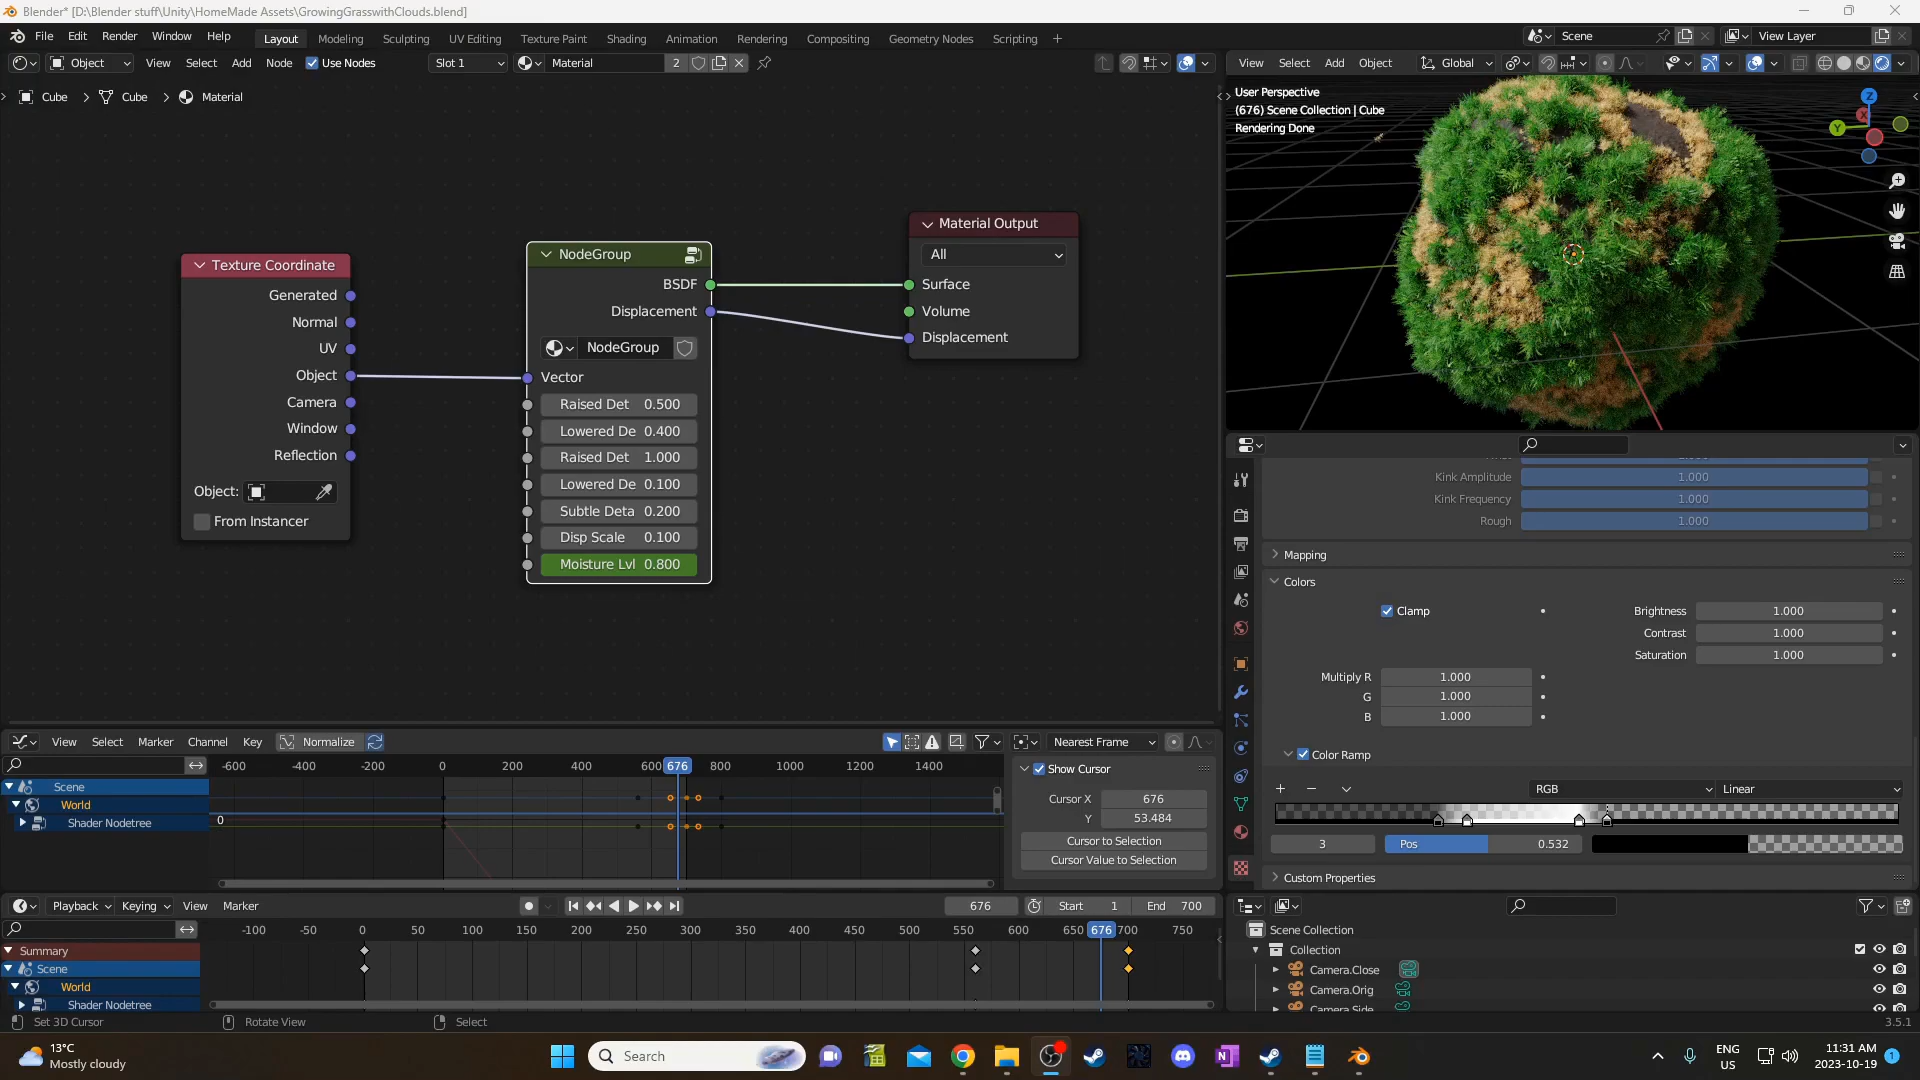 Blender* [D:\Blender stuff\Unity\HomeMade Assets\GrowingGrasswithClouds.blend]
File Edit Render Window Help Layout Modeling Sculpting UV Editing Texture Paint Shading Animation Rendering Compositing Geometry Nodes Scripting + Scene View Layer
Object View Select Add Node Use Nodes Slot 1 Material 2
View Select Add Object Global
Cube > Cube > Material
User Perspective
(676) Scene Collection | Cube
Rendering Done
Z
X
Y
Material Output
All
Surface
Volume
Displacement
Texture Coordinate
Generated
Normal
UV
Object
Camera
Window
Reflection
Object:
From Instancer
NodeGroup
BSDF
Displacement
NodeGroup
Vector
Raised Det 0.500
Lowered De 0.400
Raised Det 1.000
Lowered De 0.100
Subtle Deta 0.200
Disp Scale 0.100
Moisture Lvl 0.800
Kink Amplitude 1.000
Kink Frequency 1.000
Rough 1.000
Mapping
Colors
Clamp
Brightness 1.000
Contrast 1.000
Saturation 1.000
Multiply R 1.000
G 1.000
B 1.000
Color Ramp
RGB Linear
3 Pos 0.532
Custom Properties
View Select Marker Channel Key Normalize Nearest Frame
-600 -400 -200 0 200 400 600 676 800 1000 1200 1400
Scene
World
Shader Nodetree
0
Show Cursor
Cursor X 676
Y 53.484
Cursor to Selection
Cursor Value to Selection
Playback Keying View Marker 676 Start 1 End 700
-100 -50 0 50 100 150 200 250 300 350 400 450 500 550 600 650 676 700 750
Summary
Scene
World
Shader Nodetree
Scene Collection
Collection
Camera.Close
Camera.Orig
Camera.Side
Set 3D Cursor Rotate View Select 3.5.1
13°C
Mostly cloudy
Search
ENG
US
11:31 AM
2023-10-19
1